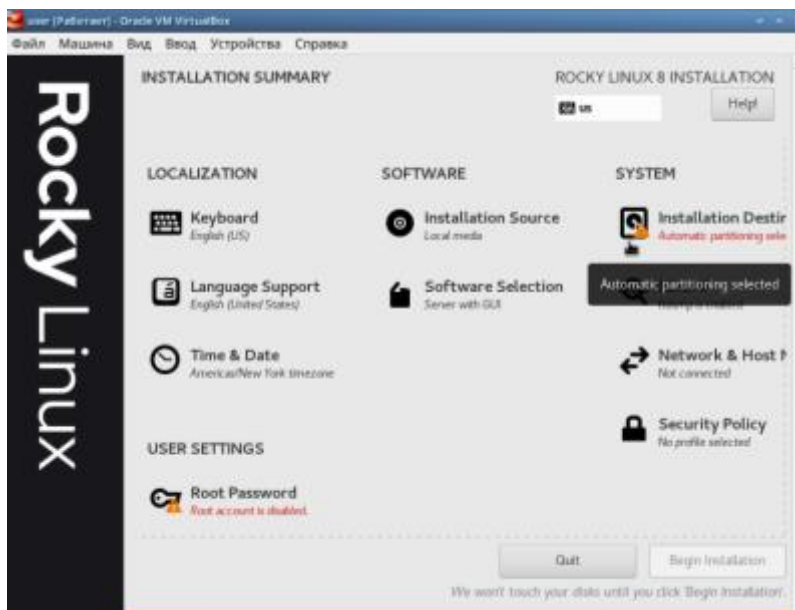 user [Работает] - Oracle VM VirtualBox
Файл Машина Вид Ввод Устройства Справка
Rocky Linux
INSTALLATION SUMMARY
ROCKY LINUX 8 INSTALLATION
us
Help!
LOCALIZATION
Keyboard
English (US)
Language Support
English (United States)
Time & Date
Americas/New York timezone
SOFTWARE
Installation Source
Local media
Software Selection
Server with GUI
SYSTEM
Installation Destin
Automatic partitioning sele
Automatic partitioning selected
Network & Host N
Not connected
Security Policy
No profile selected
USER SETTINGS
Root Password
Root account is disabled.
Quit
Begin Installation
We won't touch your disks until you click 'Begin Installation'.